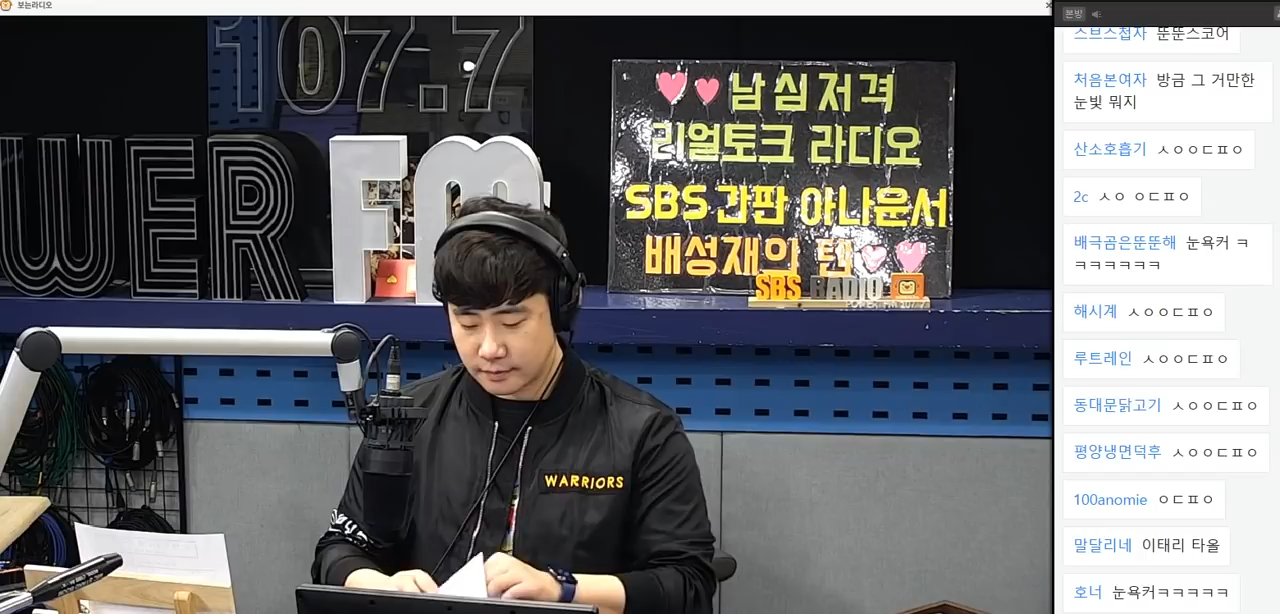 보는라디오
107.7
WER FM
남심저격
리얼토크 라디오
SBS 간판 아나운서
배성재의 텐
SBS RADIO
POWER FM 107.7
WARRIORS
본방
스브스첩자 뚠뚠스코어
처음본여자 방금 그 거만한
눈빛 뭐지
산소호흡기 ㅅㅇㅇㄷㅍㅇ
2c ㅅㅇ ㅇㄷㅍㅇ
배극곰은뚠뚠해 눈욕커 ㅋ
ㅋㅋㅋㅋㅋㅋ
해시계 ㅅㅇㅇㄷㅍㅇ
루트레인 ㅅㅇㅇㄷㅍㅇ
동대문닭고기 ㅅㅇㅇㄷㅍㅇ
평양냉면덕후 ㅅㅇㅇㄷㅍㅇ
100anomie ㅇㄷㅍㅇ
말달리네 이태리 타올
호너 눈욕커ㅋㅋㅋㅋㅋ